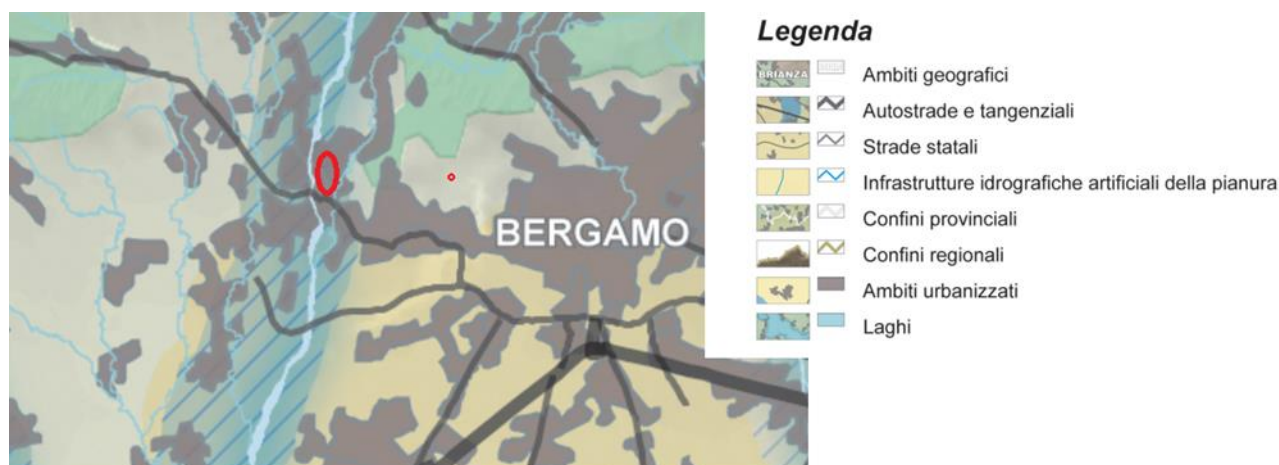 BERGAMO
Legenda
BRIANZA
Ambiti geografici
Autostrade e tangenziali
Strade statali
Infrastrutture idrografiche artificiali della pianura
Confini provinciali
Confini regionali
Ambiti urbanizzati
Laghi